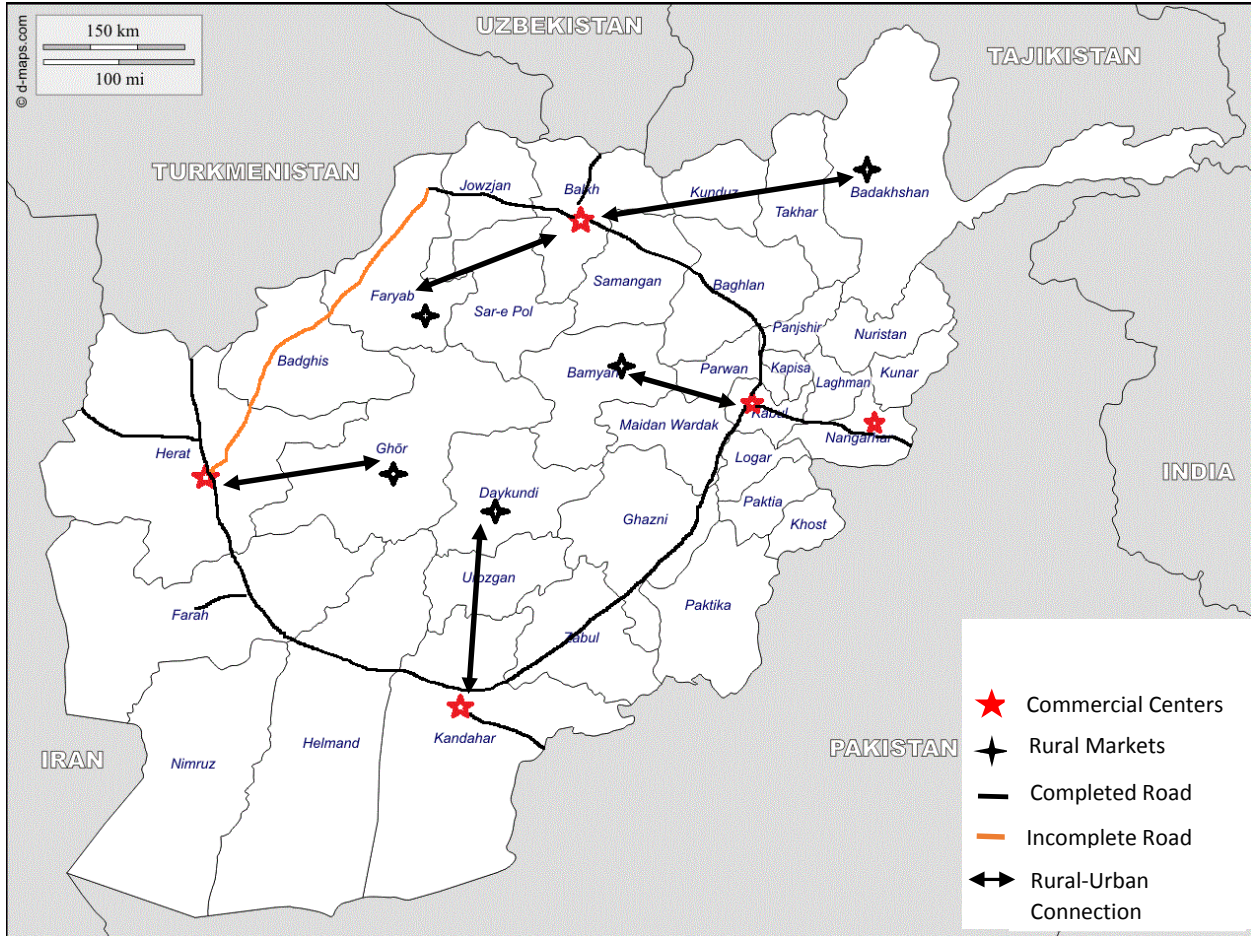 © d-maps.com
150 km
100 mi
UZBEKISTAN
TAJIKISTAN
TURKMENISTAN
Jowzjan
Balkh
Kunduz
Takhar
Badakhshan
Faryab
Sar-e Pol
Samangan
Baghlan
Panjshir
Nuristan
Badghis
Bamyan
Parwan
Kapisa
Laghman
Kunar
Kabul
Maidan Wardak
Nangarhar
Herat
Ghōr
Logar
INDIA
Daykundi
Ghazni
Paktia
Khost
Urozgan
Paktika
Farah
Zabul
IRAN
Nimruz
Helmand
Kandahar
PAKISTAN
Commercial Centers
Rural Markets
Completed Road
Incomplete Road
Rural-Urban
Connection